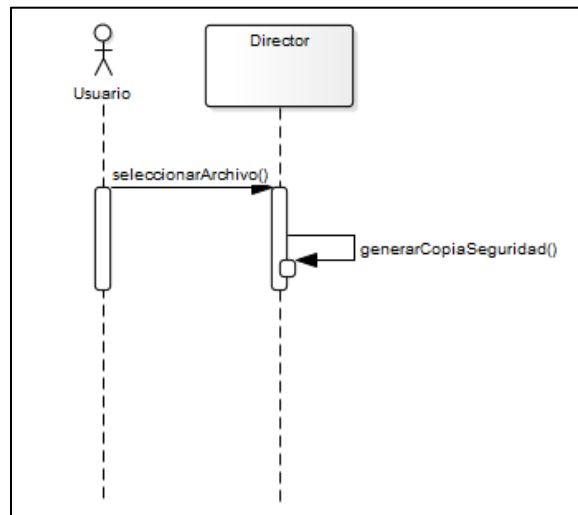 Director
Usuario
seleccionarArchivo()
generarCopiaSeguridad()